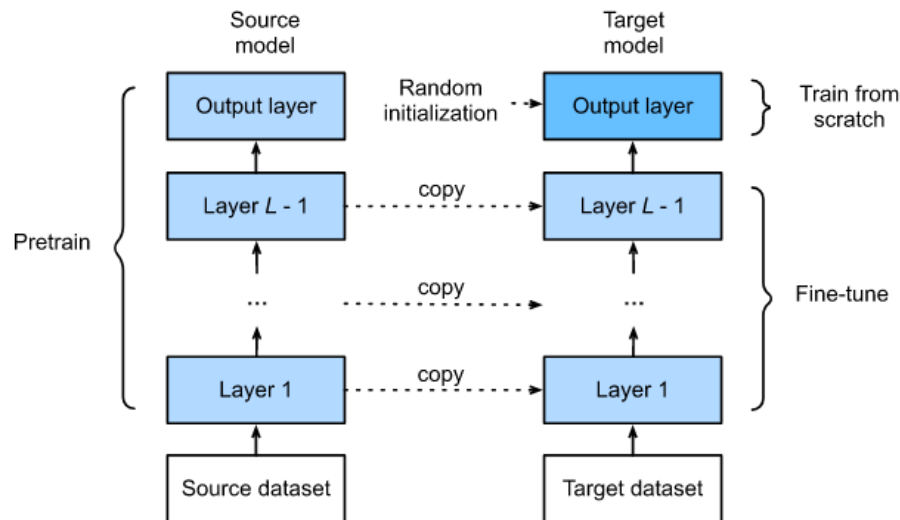 Source
model
Target
model
Output layer
Random
initialization
Output layer
Train from
scratch
Layer L - 1
copy
Layer L - 1
Pretrain
...
copy
...
Fine-tune
Layer 1
copy
Layer 1
Source dataset
Target dataset